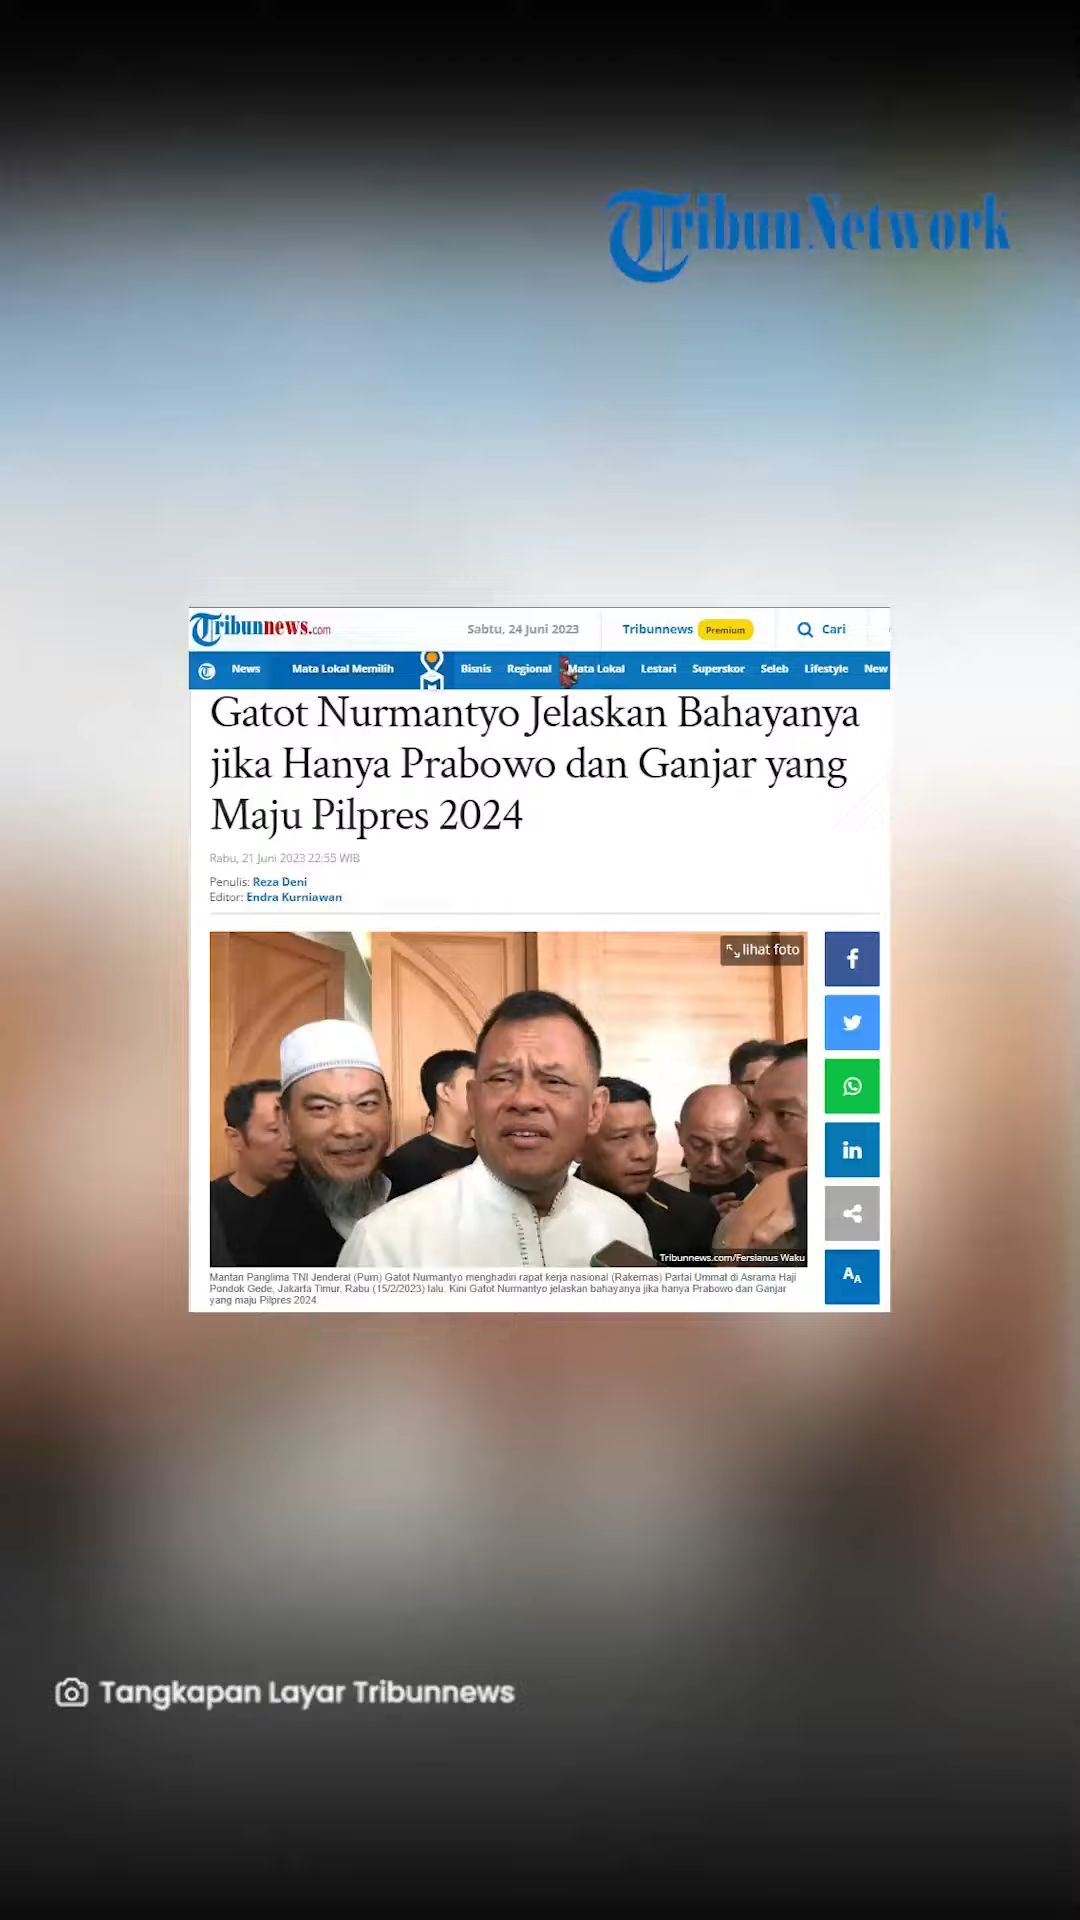 TribunNetwork
Tribunnews.com
Sabtu, 24 Juni 2023
Tribunnews Premium
Cari
News Mata Lokal Memilih Bisnis Regional Mata Lokal Lestari Superskor Seleb Lifestyle New
Gatot Nurmantyo Jelaskan Bahayanya
jika Hanya Prabowo dan Ganjar yang
Maju Pilpres 2024
Rabu, 21 Juni 2023 22:55 WIB
Penulis: Reza Deni
Editor: Endra Kurniawan
lihat foto
Tribunnews.com/Fersianus Waku
Mantan Panglima TNI Jenderal (Purn) Gatot Nurmantyo menghadiri rapat kerja nasional (Rakernas) Partai Ummat di Asrama Haji
Pondok Gede, Jakarta Timur, Rabu (15/2/2023) lalu. Kini Gatot Nurmantyo jelaskan bahayanya jika hanya Prabowo dan Ganjar
yang maju Pilpres 2024.
AA
Tangkapan Layar Tribunnews